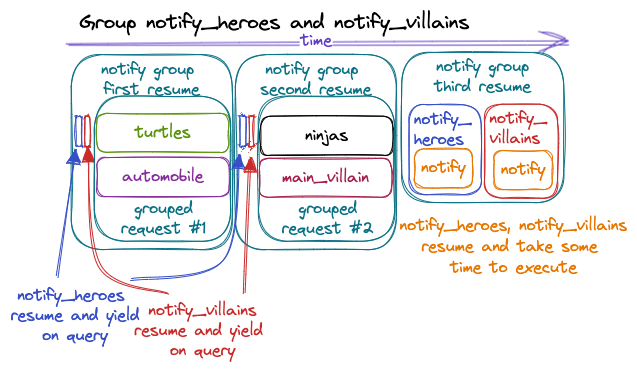 Group notify_heroes and notify_villains
time
notify group
first resume
turtles
automobile
grouped
request #1
notify group
second resume
ninjas
main_villain
grouped
request #2
notify group
third resume
notify_
heroes
notify
notify_
villains
notify
notify_heroes, notify_villains
resume and take some
time to execute
notify_heroes
resume and yield
on query
notify_villains
resume and yield
on query